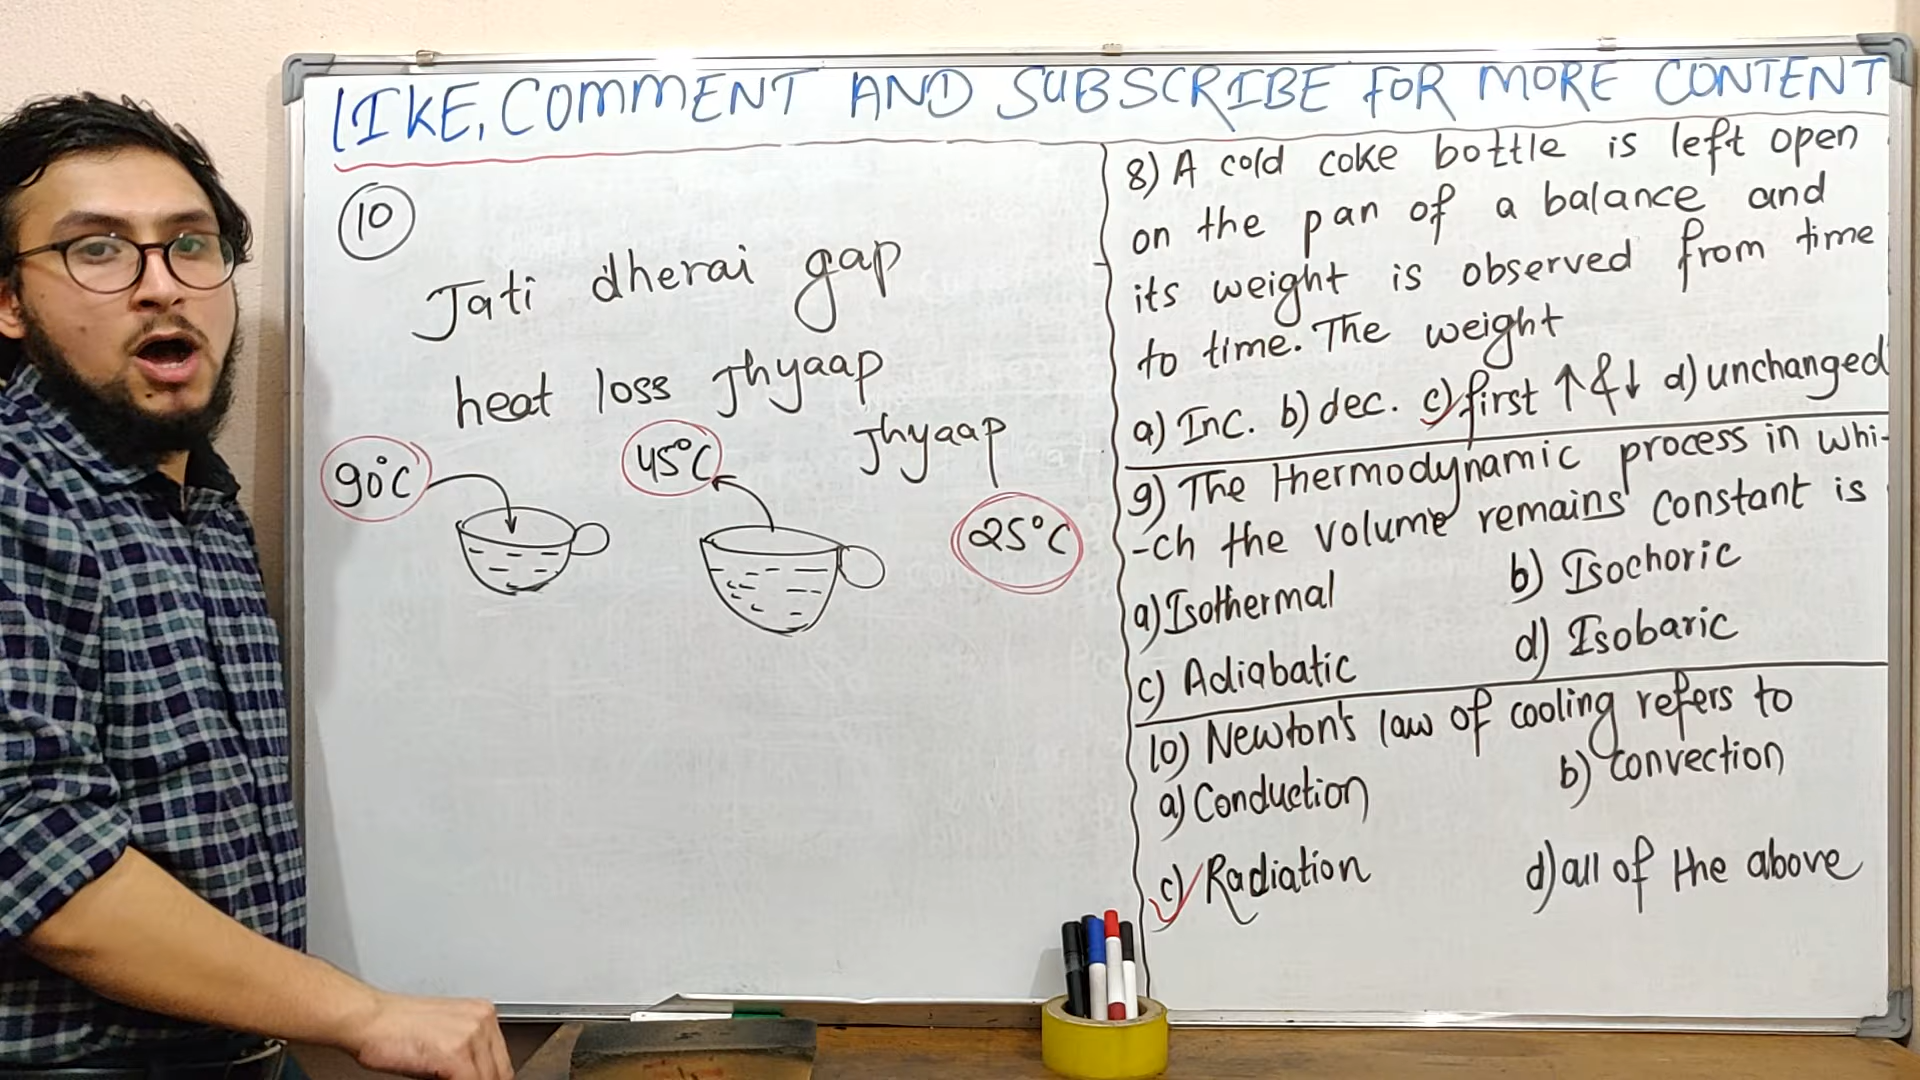 LIKE, COMMENT AND SUBSCRIBE FOR MORE CONTENT
10
Jati dherai gap
heat loss Jhyaap
Jhyaap
90°C
45°C
25°C
8) A cold coke bottle is left open
on the pan of a balance and
its weight is observed from time
to time. The weight
a) Inc. b) dec. c) first ↑ & ↓ d) unchanged
9) The thermodynamic process in whi-
-ch the volume remains constant is
a) Isothermal b) Isochoric
c) Adiabatic d) Isobaric
10) Newton's law of cooling refers to
a) Conduction b) convection
c) Radiation d) all of the above